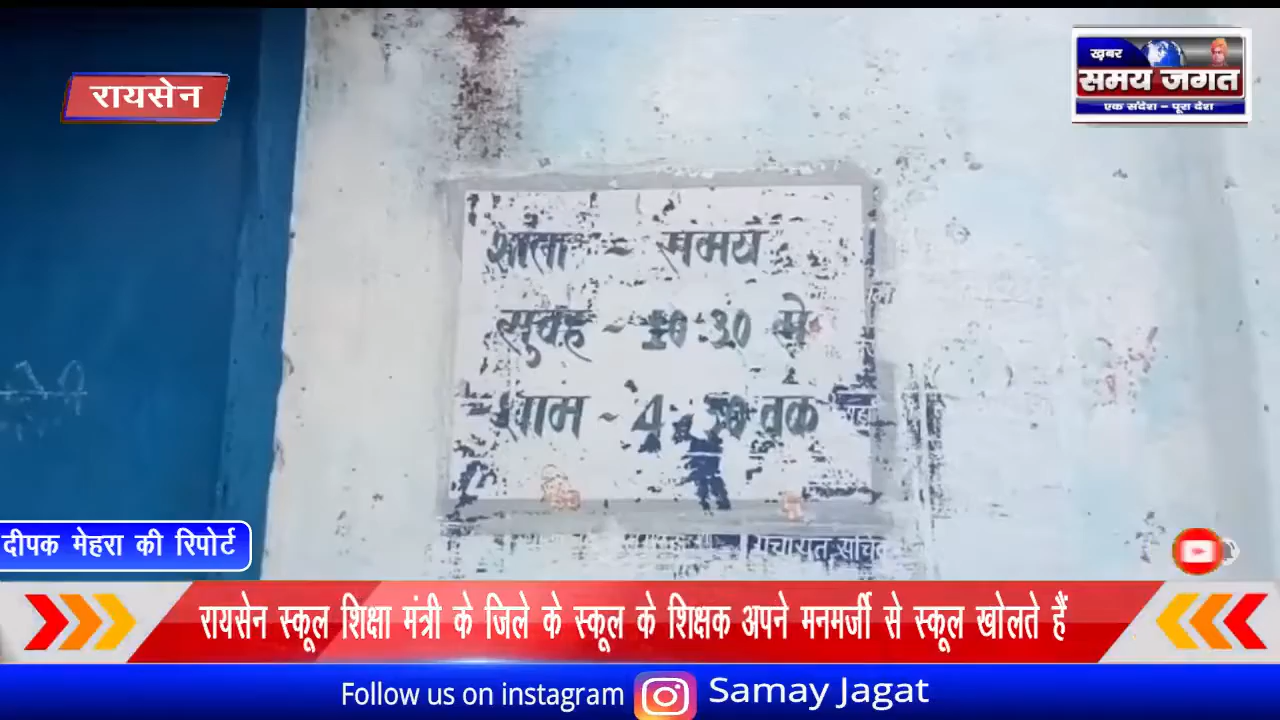 रायसेन
ख़बर
समय जगत
एक संदेश - पूरा देश
शाला ~ समय
सुबह ~ 10:30 से
शाम ~ 4:30 तक
पंचायत सचिव
दीपक मेहरा की रिपोर्ट
रायसेन स्कूल शिक्षा मंत्री के जिले के स्कूल के शिक्षक अपने मनमर्जी से स्कूल खोलते हैं
Follow us on instagram Samay Jagat